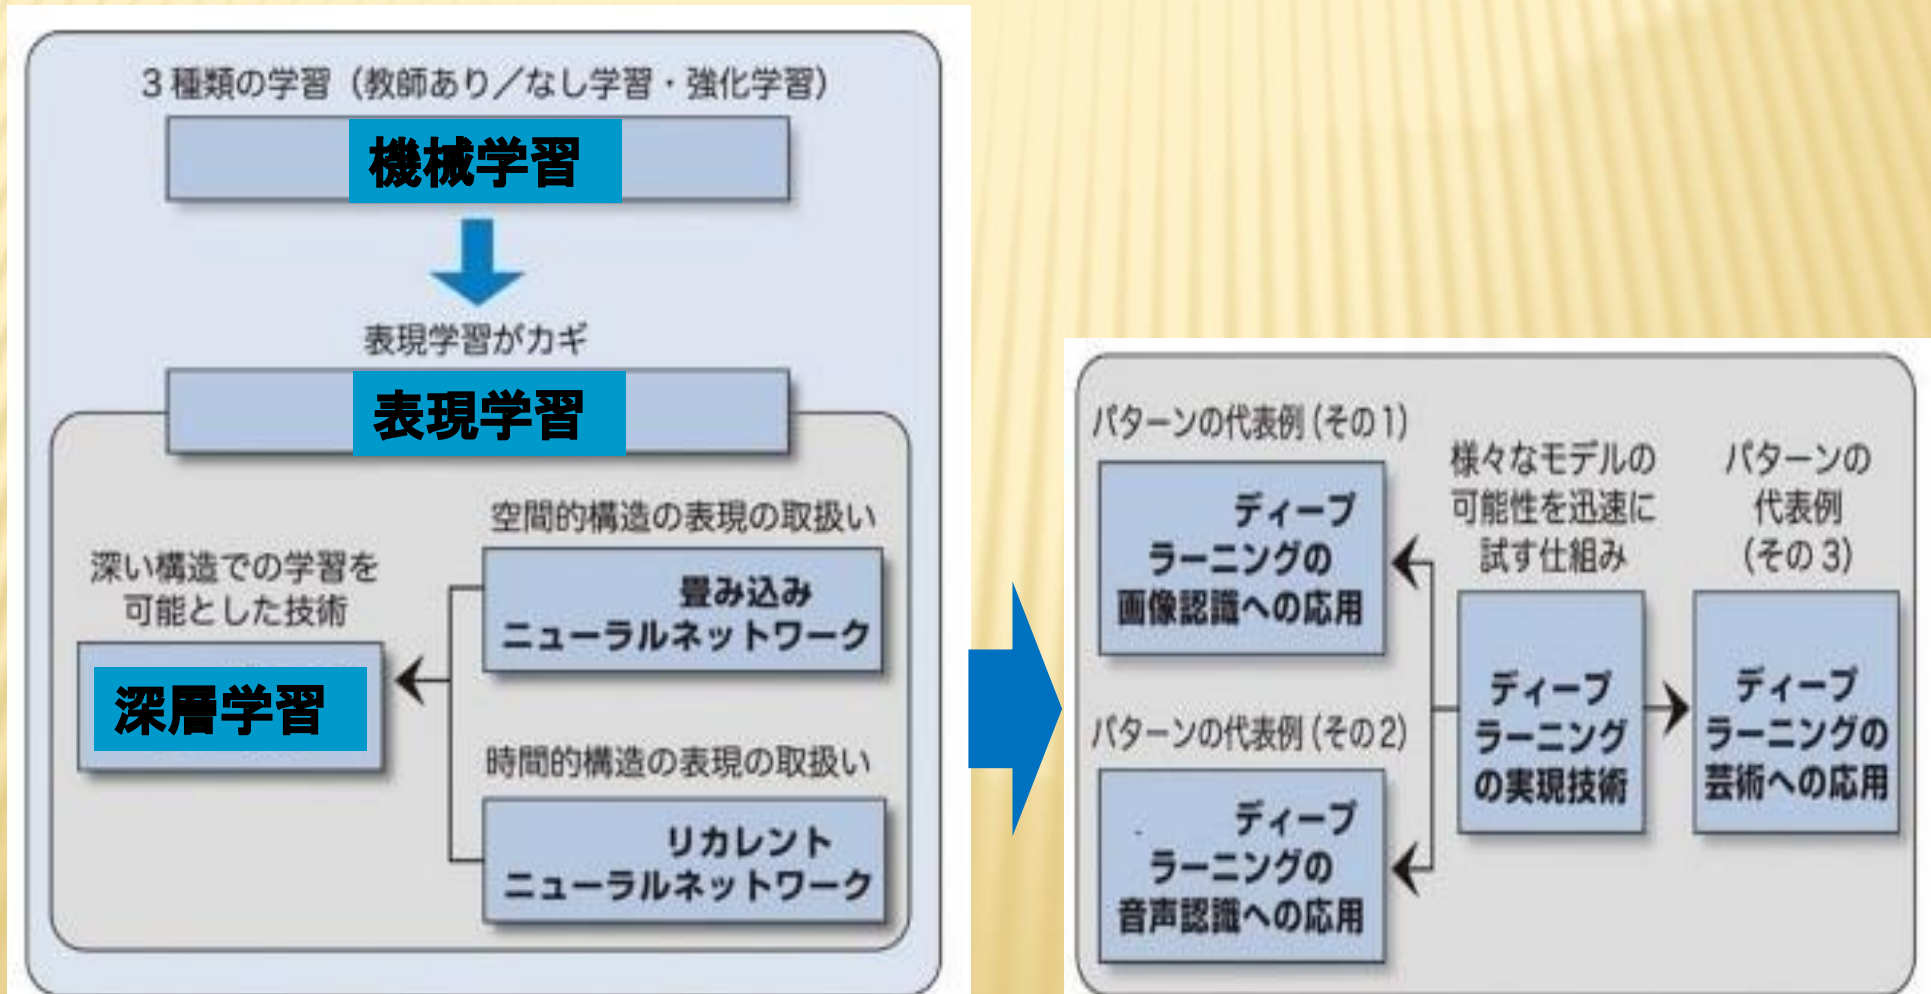 3種類の学習（教師あり／なし学習・強化学習）
機械学習
表現学習がカギ
表現学習
空間的構造の表現の取扱い
深い構造での学習を
可能とした技術
畳み込み
ニューラルネットワーク
深層学習
時間的構造の表現の取扱い
リカレント
ニューラルネットワーク
パターンの代表例（その1）
ディープ
ラーニングの
画像認識への応用
パターンの代表例（その2）
ディープ
ラーニングの
音声認識への応用
様々なモデルの
可能性を迅速に
試す仕組み
ディープ
ラーニング
の実現技術
パターンの
代表例
（その3）
ディープ
ラーニングの
芸術への応用